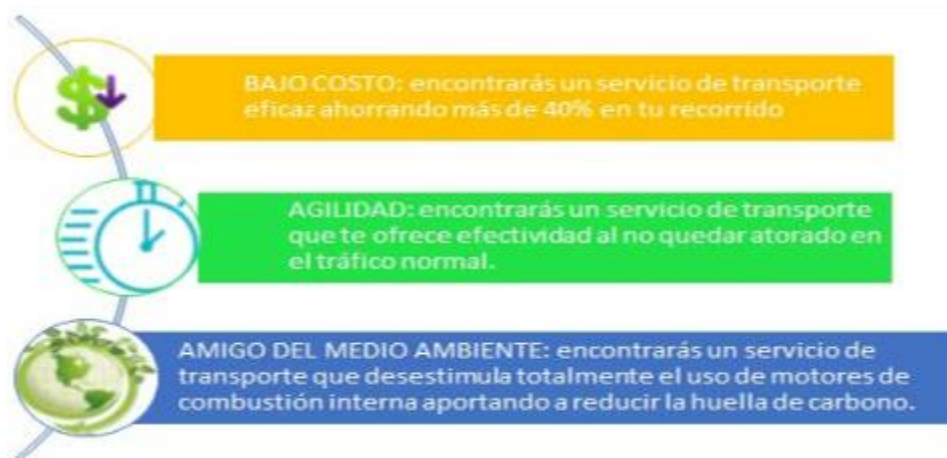 BAJO COSTO: encontrarás un servicio de transporte
eficaz ahorrando más de 40% en tu recorrido
AGILIDAD: encontrarás un servicio de transporte
que te ofrece efectividad al no quedar atorado en
el tráfico normal.
AMIGO DEL MEDIO AMBIENTE: encontrarás un servicio de
transporte que desestimula totalmente el uso de motores de
combustión interna aportando a reducir la huella de carbono.